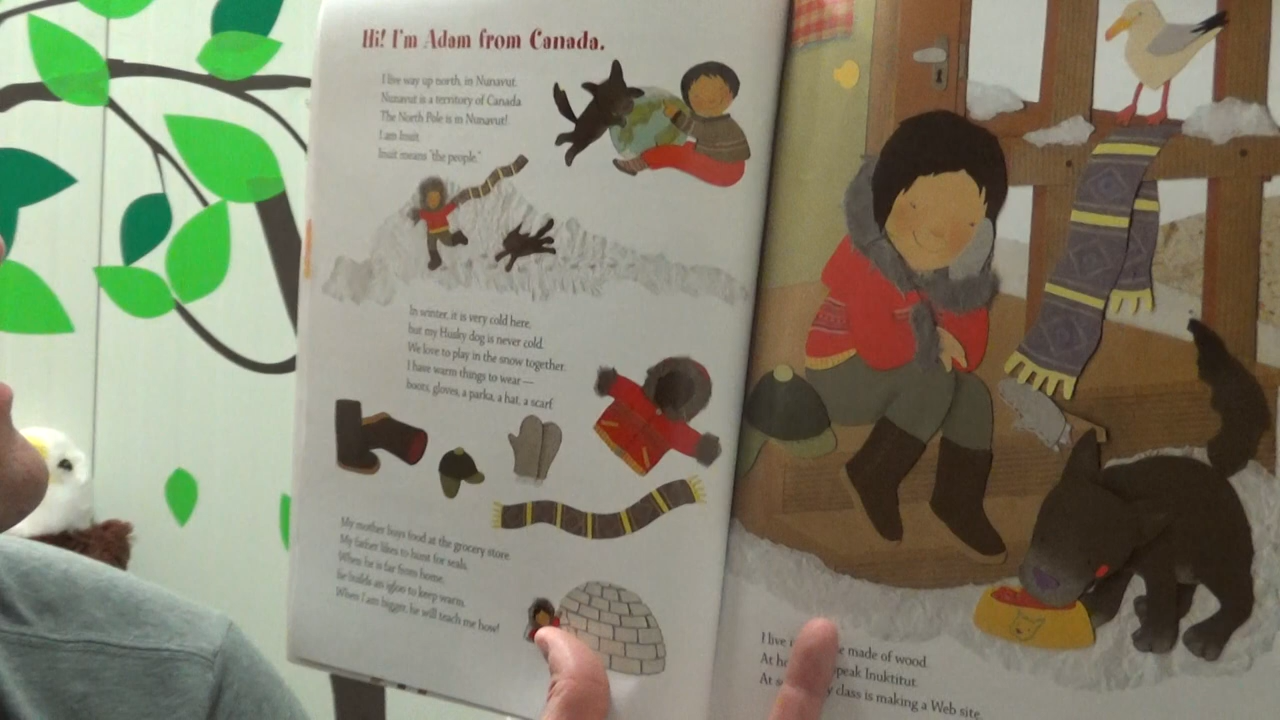 Hi! I'm Adam from Canada.
I live way up north, in Nunavut.
Nunavut is a territory of Canada.
The North Pole is in Nunavut!
I am Inuit.
Inuit means "the people."
In winter, it is very cold here,
but my Husky dog is never cold.
We love to play in the snow together.
I have warm things to wear —
boots, gloves, a parka, a hat, a scarf.
My mother buys food at the grocery store.
My father likes to hunt for seals.
When he is far from home,
he builds an igloo to keep warm.
When I am bigger, he will teach me how!
I live made of wood.
At speak Inuktitut.
At class is making a Web site.